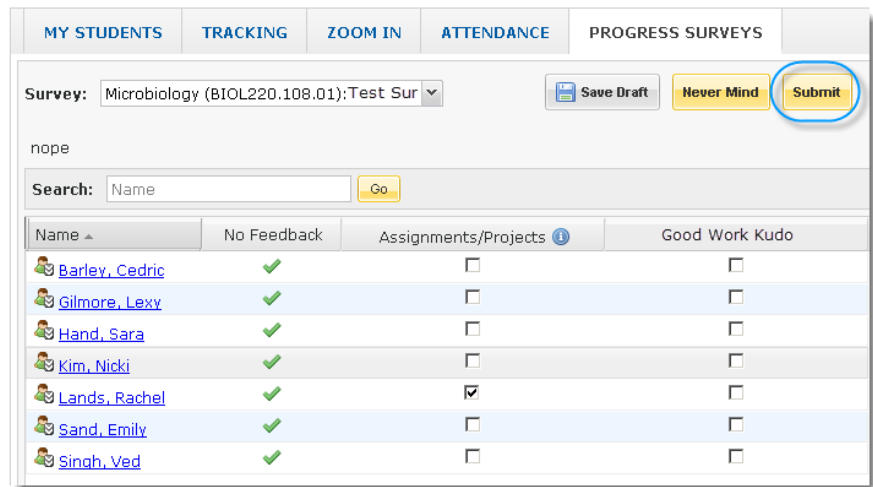 MY STUDENTS TRACKING ZOOM IN ATTENDANCE PROGRESS SURVEYS
Survey: Microbiology (BIOL220.108.01):Test Sur Save Draft Never Mind Submit
nope
Search: Name Go
Name No Feedback Assignments/Projects Good Work Kudo
Barley, Cedric
Gilmore, Lexy
Hand, Sara
Kim, Nicki
Lands, Rachel
Sand, Emily
Singh, Ved